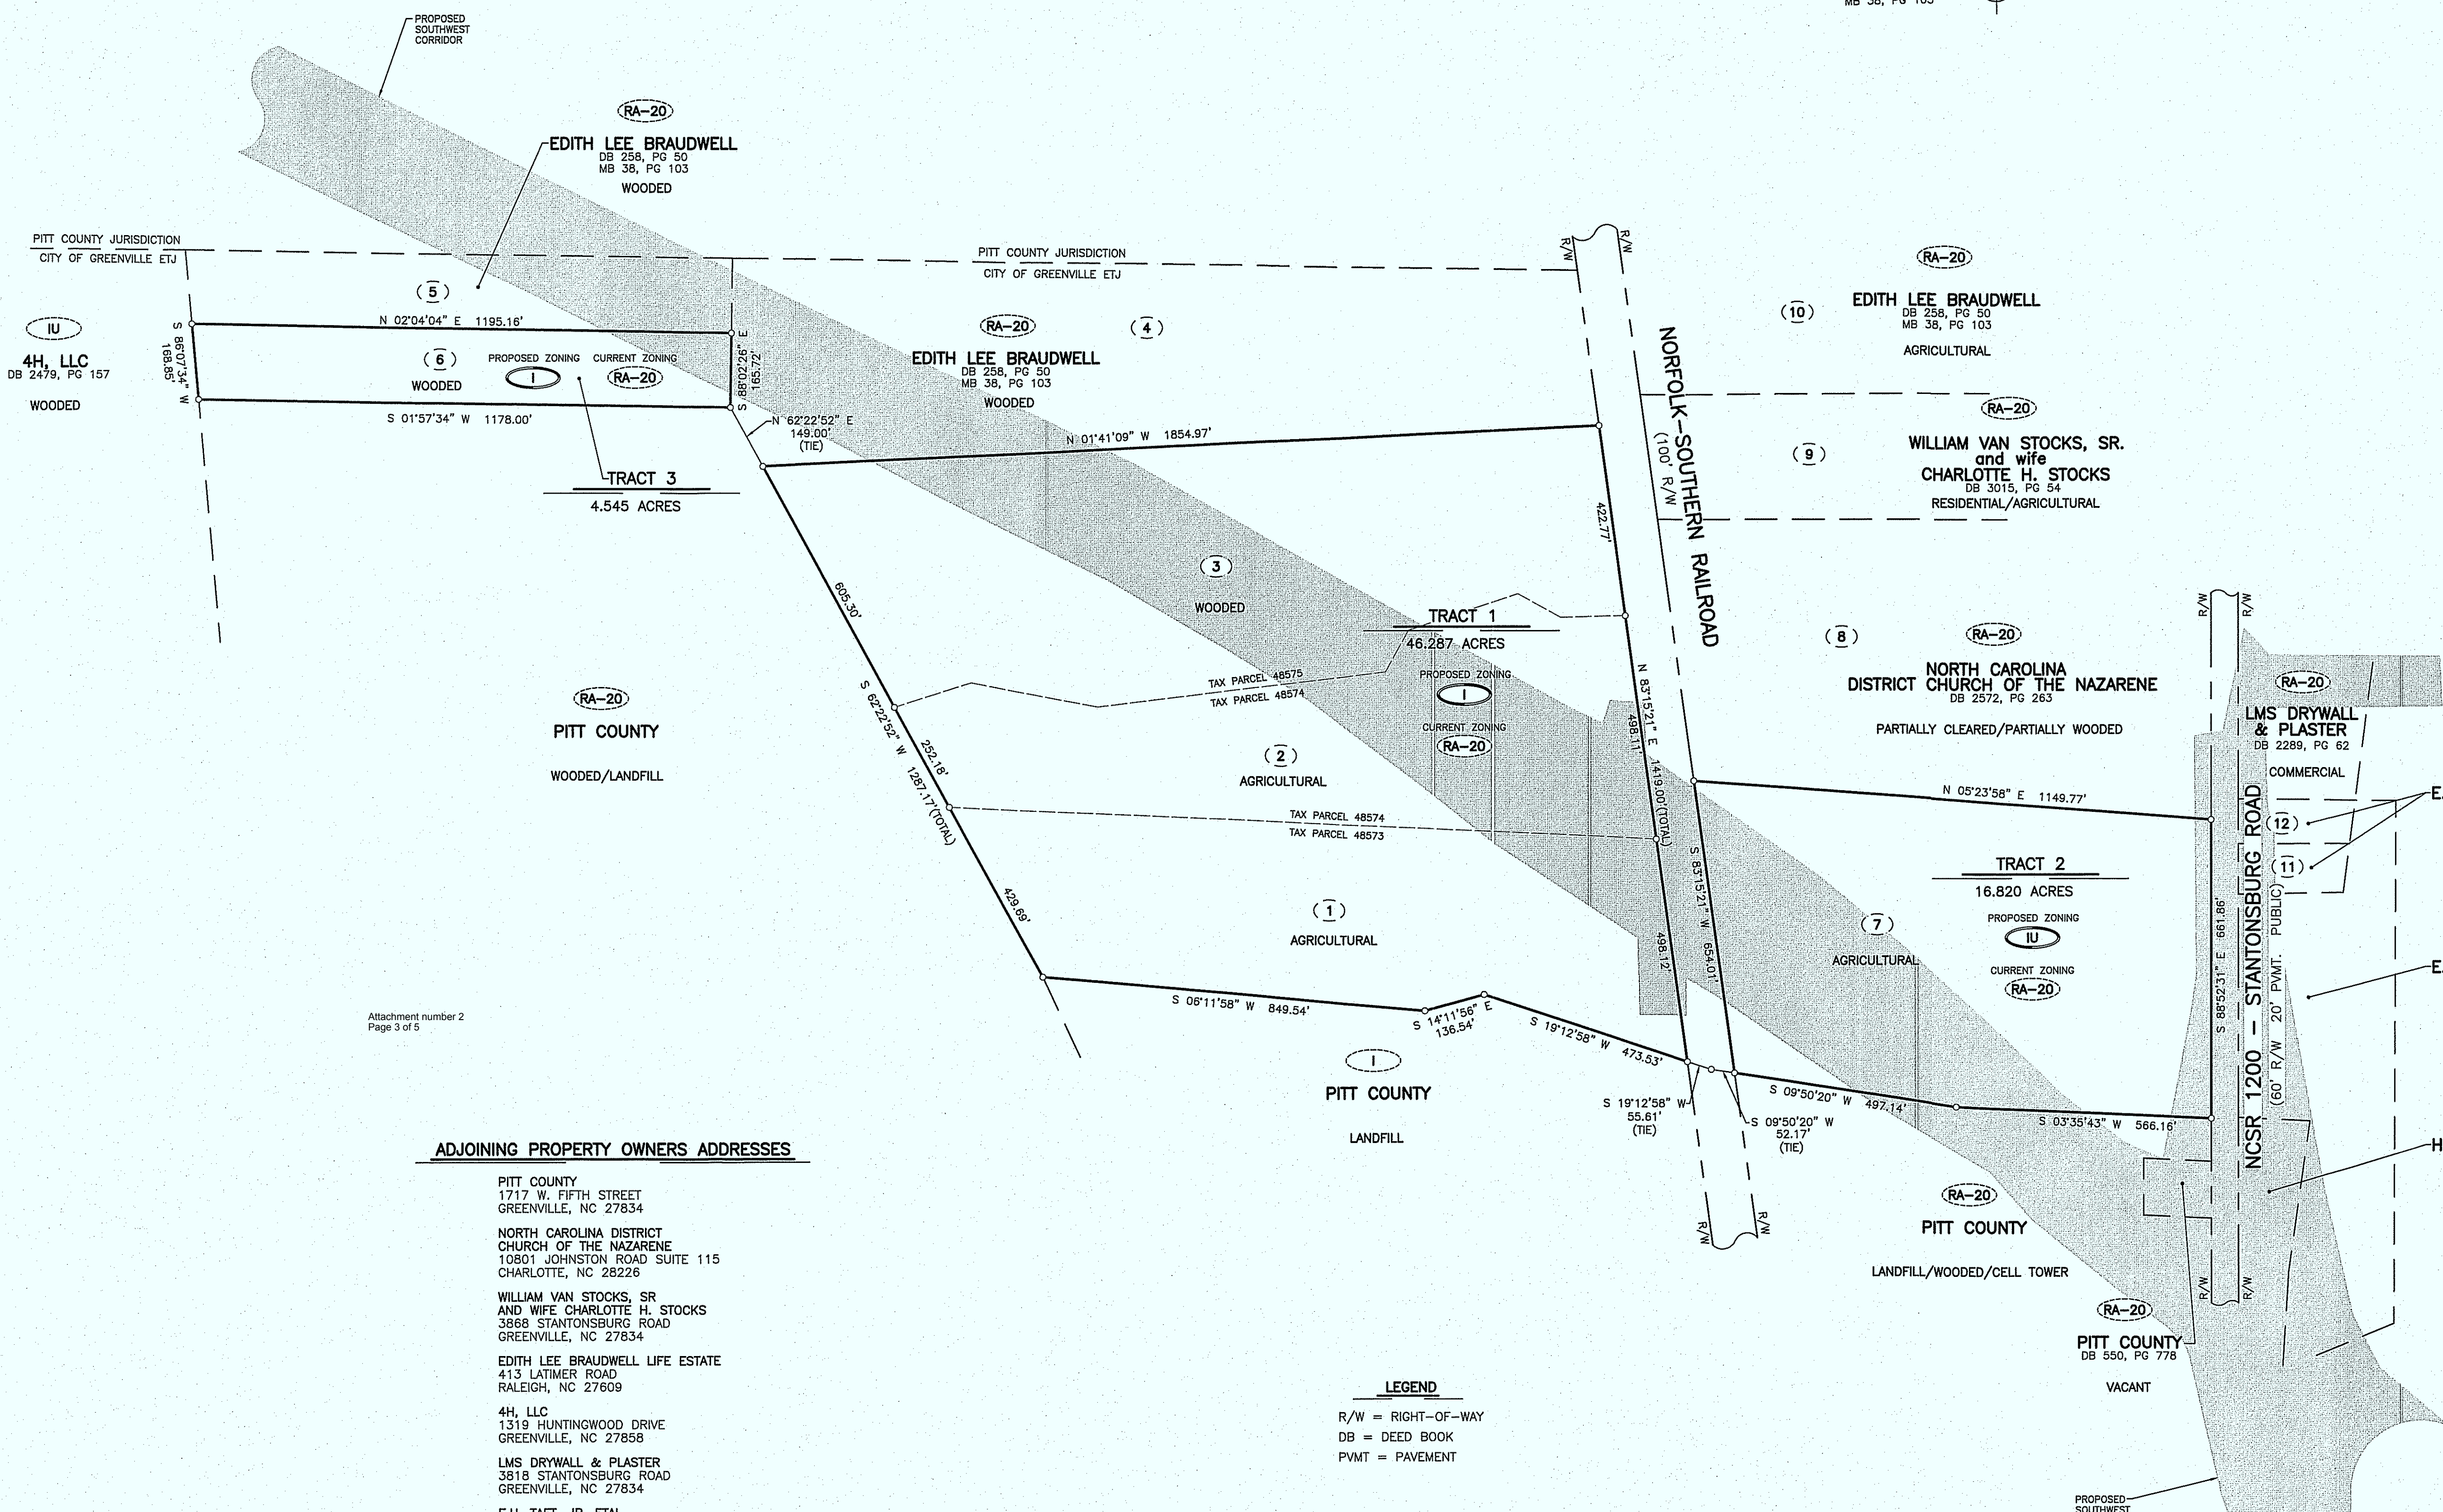 PROPOSED
SOUTHWEST
CORRIDOR
MB 38, PG 103
RA-20
EDITH LEE BRAUDWELL
DB 258, PG 50
MB 38, PG 103
WOODED
PITT COUNTY JURISDICTION
CITY OF GREENVILLE ETJ
PITT COUNTY JURISDICTION
CITY OF GREENVILLE ETJ
R/W
R/W
5
N 02°04'04" E 1195.16'
IU
4H, LLC
DB 2479, PG 157
WOODED
S 86°07'34" W
168.85'
6
WOODED
PROPOSED ZONING
I
CURRENT ZONING
RA-20
S 88°02'26" E
165.72'
S 01°57'34" W 1178.00'
N 62°22'52" E
149.00'
(TIE)
TRACT 3
4.545 ACRES
RA-20
4
EDITH LEE BRAUDWELL
DB 258, PG 50
MB 38, PG 103
WOODED
N 01°41'09" W 1854.97'
NORFOLK-SOUTHERN RAILROAD
(100' R/W)
RA-20
10
EDITH LEE BRAUDWELL
DB 258, PG 50
MB 38, PG 103
AGRICULTURAL
RA-20
9
WILLIAM VAN STOCKS, SR.
and wife
CHARLOTTE H. STOCKS
DB 3015, PG 54
RESIDENTIAL/AGRICULTURAL
422.77'
605.30'
3
WOODED
TRACT 1
46.287 ACRES
PROPOSED ZONING
I
CURRENT ZONING
RA-20
TAX PARCEL 48575
TAX PARCEL 48574
N 83°15'21" E 1419.00'(TOTAL)
498.11'
8
RA-20
NORTH CAROLINA
DISTRICT CHURCH OF THE NAZARENE
DB 2572, PG 263
PARTIALLY CLEARED/PARTIALLY WOODED
R/W
R/W
RA-20
LMS DRYWALL
& PLASTER
DB 2289, PG 62
COMMERCIAL
RA-20
PITT COUNTY
WOODED/LANDFILL
S 62°22'52" W 1287.17'(TOTAL)
252.18'
2
AGRICULTURAL
TAX PARCEL 48574
TAX PARCEL 48573
N 05°23'58" E 1149.77'
E.
12
11
E.
429.69'
1
AGRICULTURAL
S 83°15'21" W 654.01'
498.12'
7
AGRICULTURAL
TRACT 2
16.820 ACRES
PROPOSED ZONING
IU
CURRENT ZONING
RA-20
S 88°52'31" E 661.86'
NCSR 1200 - STANTONSBURG ROAD
(60' R/W 20' PVMT. PUBLIC)
S 06°11'58" W 849.54'
S 14°11'56" E
136.54'
S 19°12'58" W 473.53'
I
PITT COUNTY
LANDFILL
S 19°12'58" W
55.61'
(TIE)
S 09°50'20" W
52.17'
(TIE)
S 09°50'20" W 497.14'
S 03°35'43" W 566.16'
H
R/W
R/W
RA-20
PITT COUNTY
LANDFILL/WOODED/CELL TOWER
R/W
R/W
RA-20
PITT COUNTY
DB 550, PG 778
VACANT
Attachment number 2
Page 3 of 5
ADJOINING PROPERTY OWNERS ADDRESSES
PITT COUNTY
1717 W. FIFTH STREET
GREENVILLE, NC 27834
NORTH CAROLINA DISTRICT
CHURCH OF THE NAZARENE
10801 JOHNSTON ROAD SUITE 115
CHARLOTTE, NC 28226
WILLIAM VAN STOCKS, SR
AND WIFE CHARLOTTE H. STOCKS
3868 STANTONSBURG ROAD
GREENVILLE, NC 27834
EDITH LEE BRAUDWELL LIFE ESTATE
413 LATIMER ROAD
RALEIGH, NC 27609
4H, LLC
1319 HUNTINGWOOD DRIVE
GREENVILLE, NC 27858
LMS DRYWALL & PLASTER
3818 STANTONSBURG ROAD
GREENVILLE, NC 27834
LEGEND
R/W = RIGHT-OF-WAY
DB = DEED BOOK
PVMT = PAVEMENT
PROPOSED
SOUTHWEST